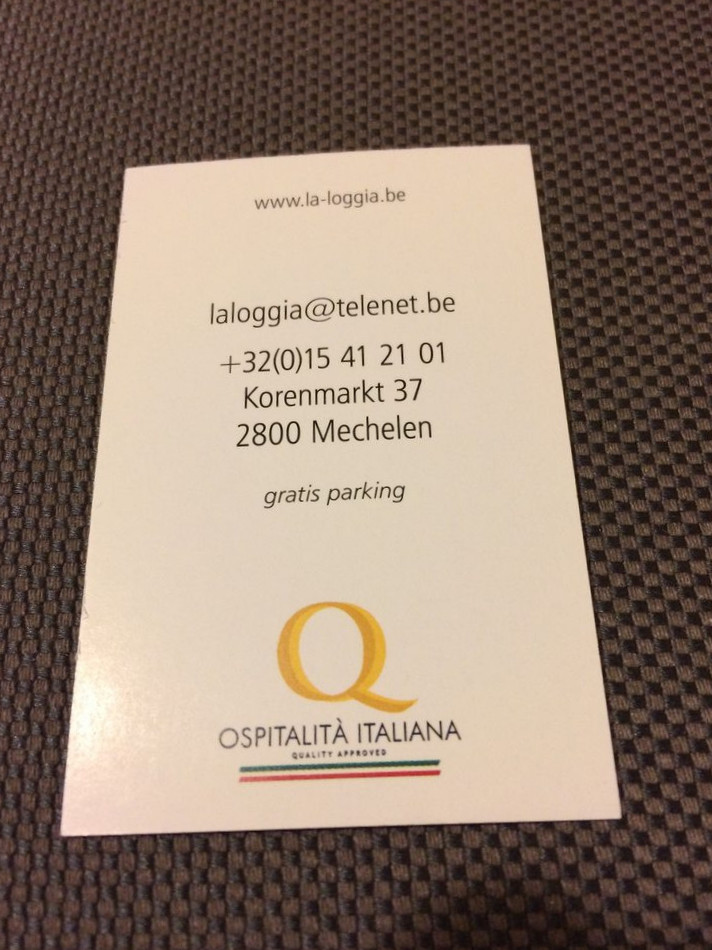 www.la-loggia.be
laloggia@telenet.be
+32(0)15 41 21 01
Korenmarkt 37
2800 Mechelen
gratis parking
Q
OSPITALITÀ ITALIANA
QUALITY APPROVED